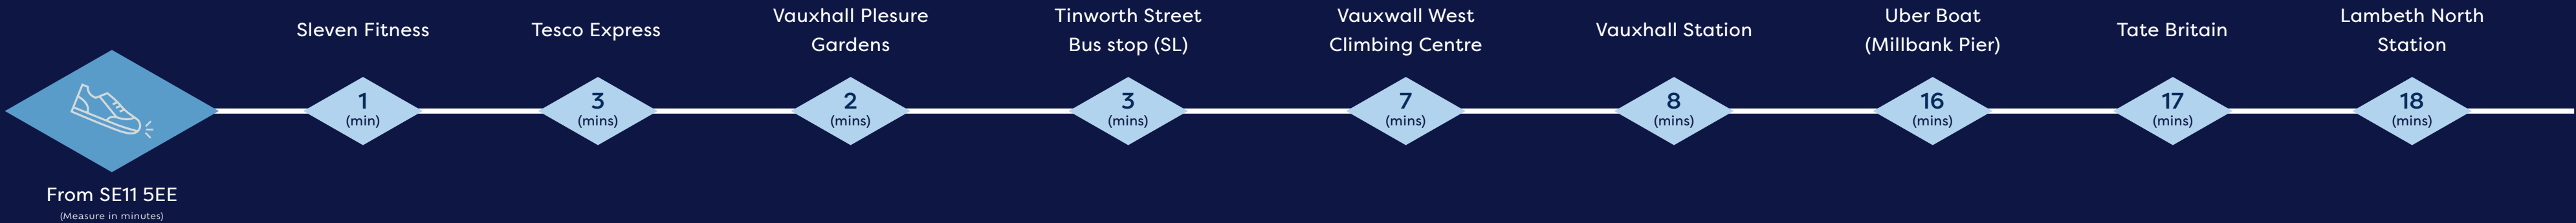 Sleven Fitness
Tesco Express
Vauxhall Plesure
Gardens
Tinworth Street
Bus stop (SL)
Vauxwall West
Climbing Centre
Vauxhall Station
Uber Boat
(Millbank Pier)
Tate Britain
Lambeth North
Station
1
(min)
3
(mins)
2
(mins)
3
(mins)
7
(mins)
8
(mins)
16
(mins)
17
(mins)
18
(mins)
From SE11 5EE
(Measure in minutes)